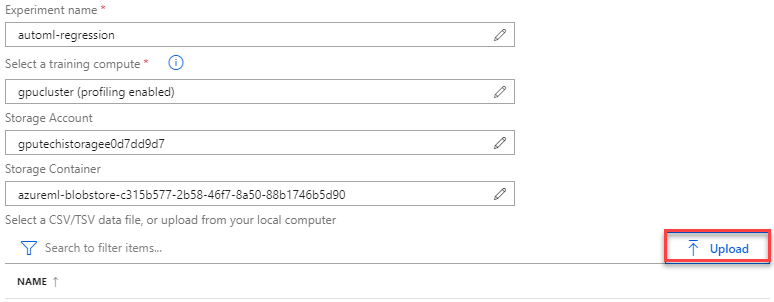 Experiment name *
automl-regression
Select a training compute *
gpucluster (profiling enabled)
Storage Account
gputechistoragee0d7dd9d7
Storage Container
azureml-blobstore-c315b577-2b58-46f7-8a50-88b1746b5d90
Select a CSV/TSV data file, or upload from your local computer
Search to filter items... Upload
NAME ↑